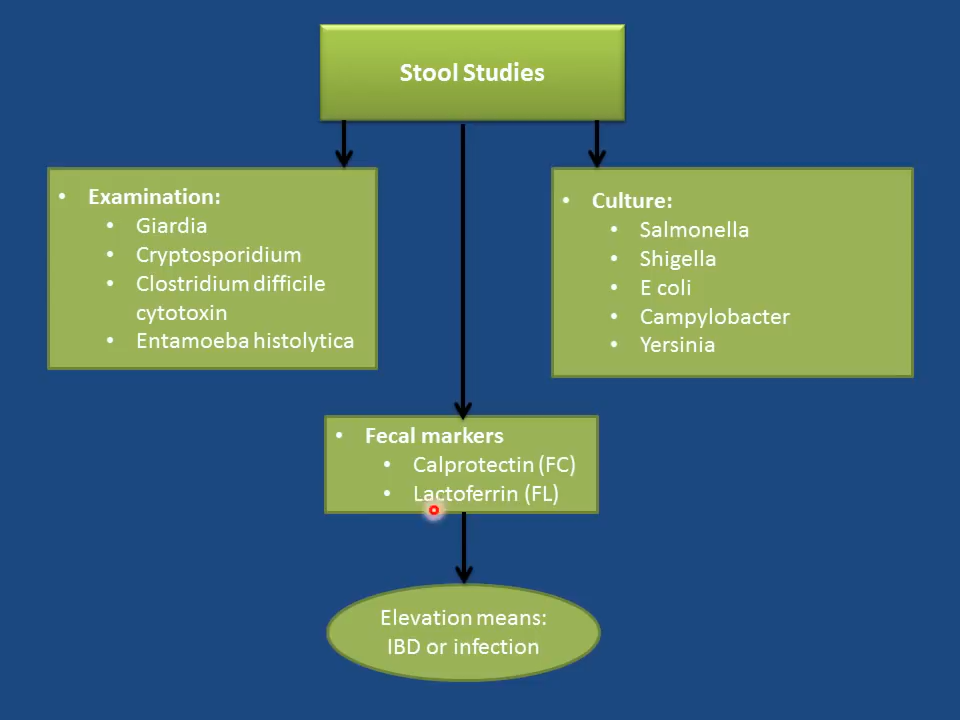 Stool Studies
• Examination:
• Giardia
• Cryptosporidium
• Clostridium difficile
cytotoxin
• Entamoeba histolytica
• Culture:
• Salmonella
• Shigella
• E coli
• Campylobacter
• Yersinia
• Fecal markers
• Calprotectin (FC)
• Lactoferrin (FL)
Elevation means:
IBD or infection